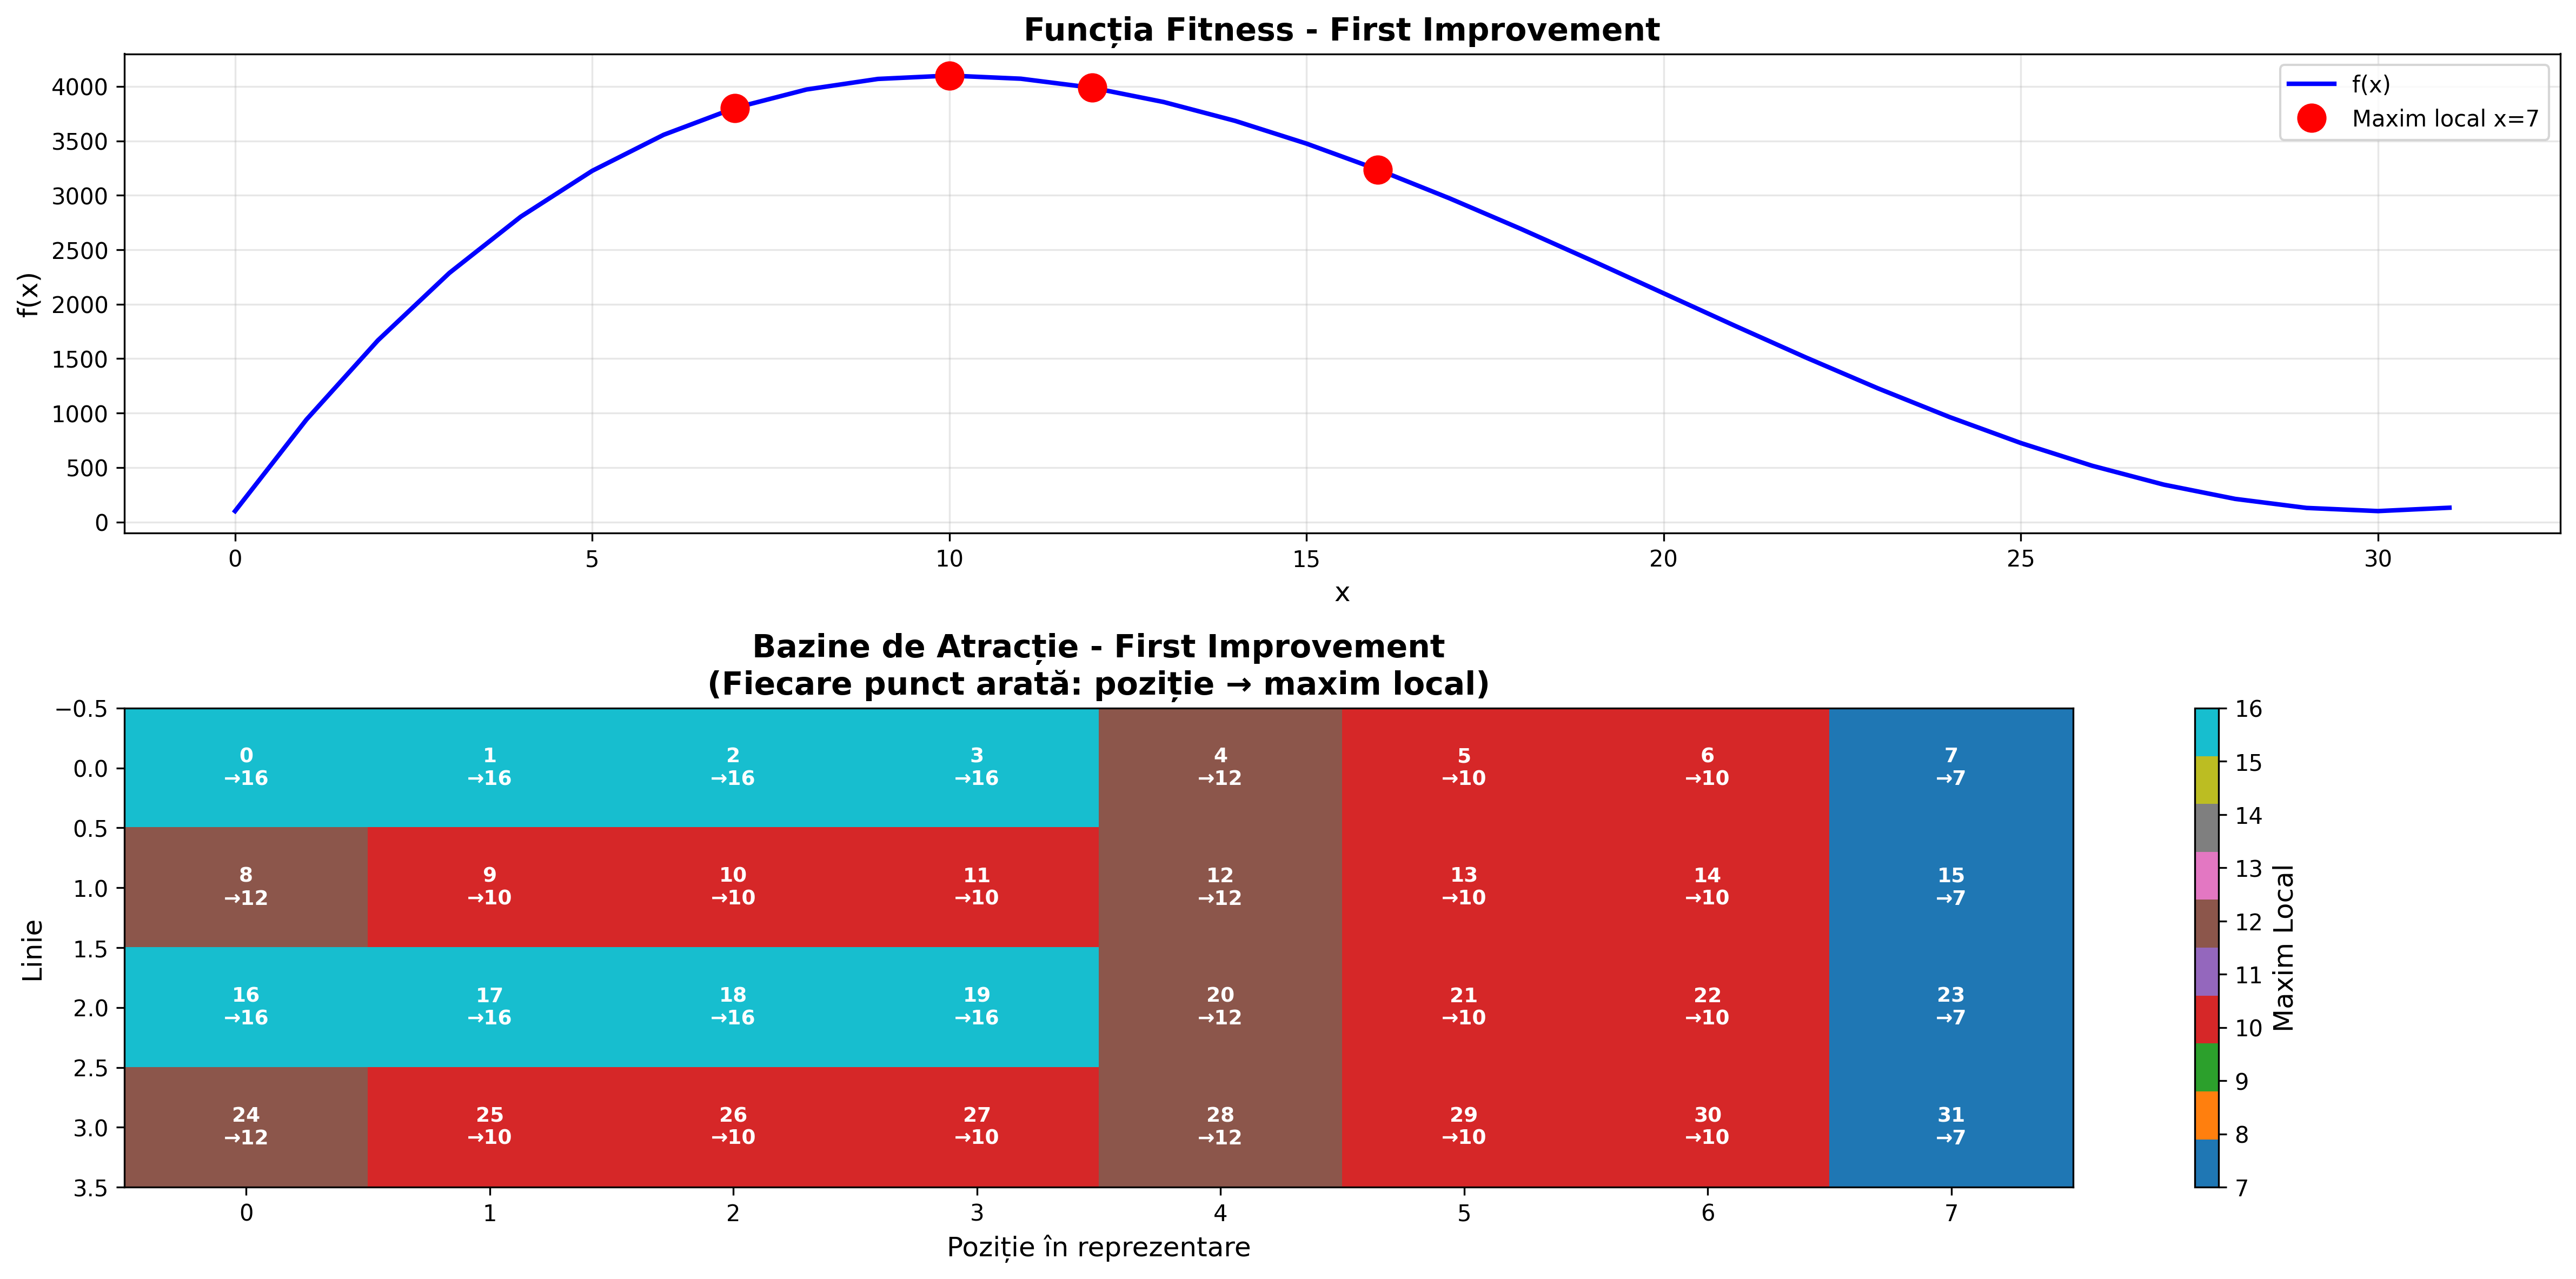 Funcția Fitness - First Improvement
f(x)
4000
3500
3000
2500
2000
1500
1000
500
0
0 5 10 15 20 25 30
x
f(x)
Maxim local x=7
Bazine de Atracție - First Improvement
(Fiecare punct arată: poziție → maxim local)
Linie
−0.5
0.0
0.5
1.0
1.5
2.0
2.5
3.0
3.5
0 1 2 3 4 5 6 7
→16 →16 →16 →16 →12 →10 →10 →7
8 9 10 11 12 13 14 15
→12 →10 →10 →10 →12 →10 →10 →7
16 17 18 19 20 21 22 23
→16 →16 →16 →16 →12 →10 →10 →7
24 25 26 27 28 29 30 31
→12 →10 →10 →10 →12 →10 →10 →7
0 1 2 3 4 5 6 7
Poziție în reprezentare
16
15
14
13
12
11
10
9
8
7
Maxim Local